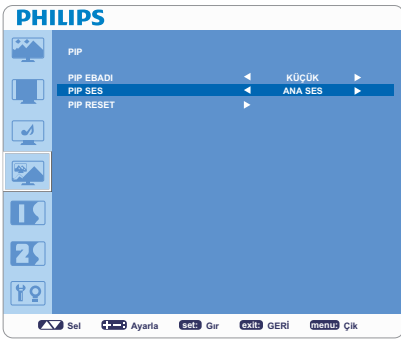 PHILIPS
PIP
PIP EBADI KÜÇÜK
PIP SES ANA SES
PIP RESET
Sel Ayarla set: Gır exit: GERİ menu: Çik